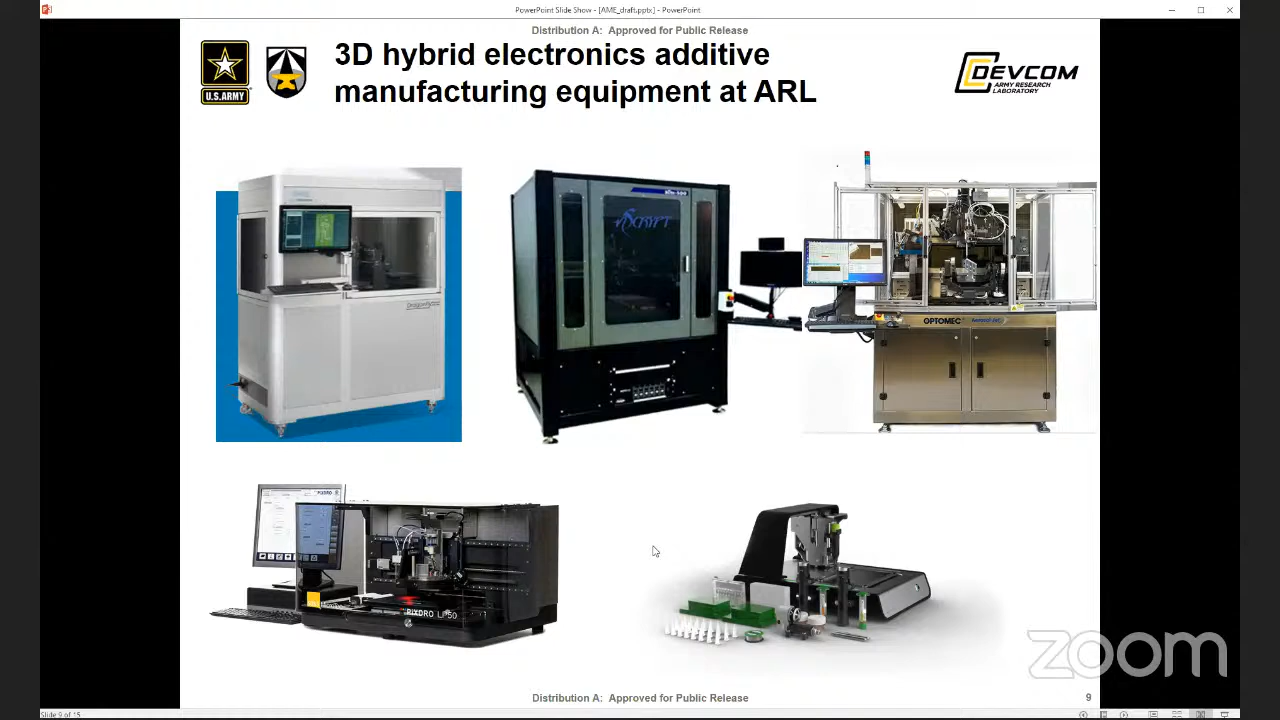 PowerPoint Slide Show - [AME_draft.pptx] - PowerPoint
Distribution A: Approved for Public Release
3D hybrid electronics additive
manufacturing equipment at ARL
U.S.ARMY
DEVCOM
ARMY RESEARCH
LABORATORY
nSCRYPT
OPTOMEC
PIXDRO
PIXDRO LP50
zoom
Distribution A: Approved for Public Release
9
Slide 9 of 15